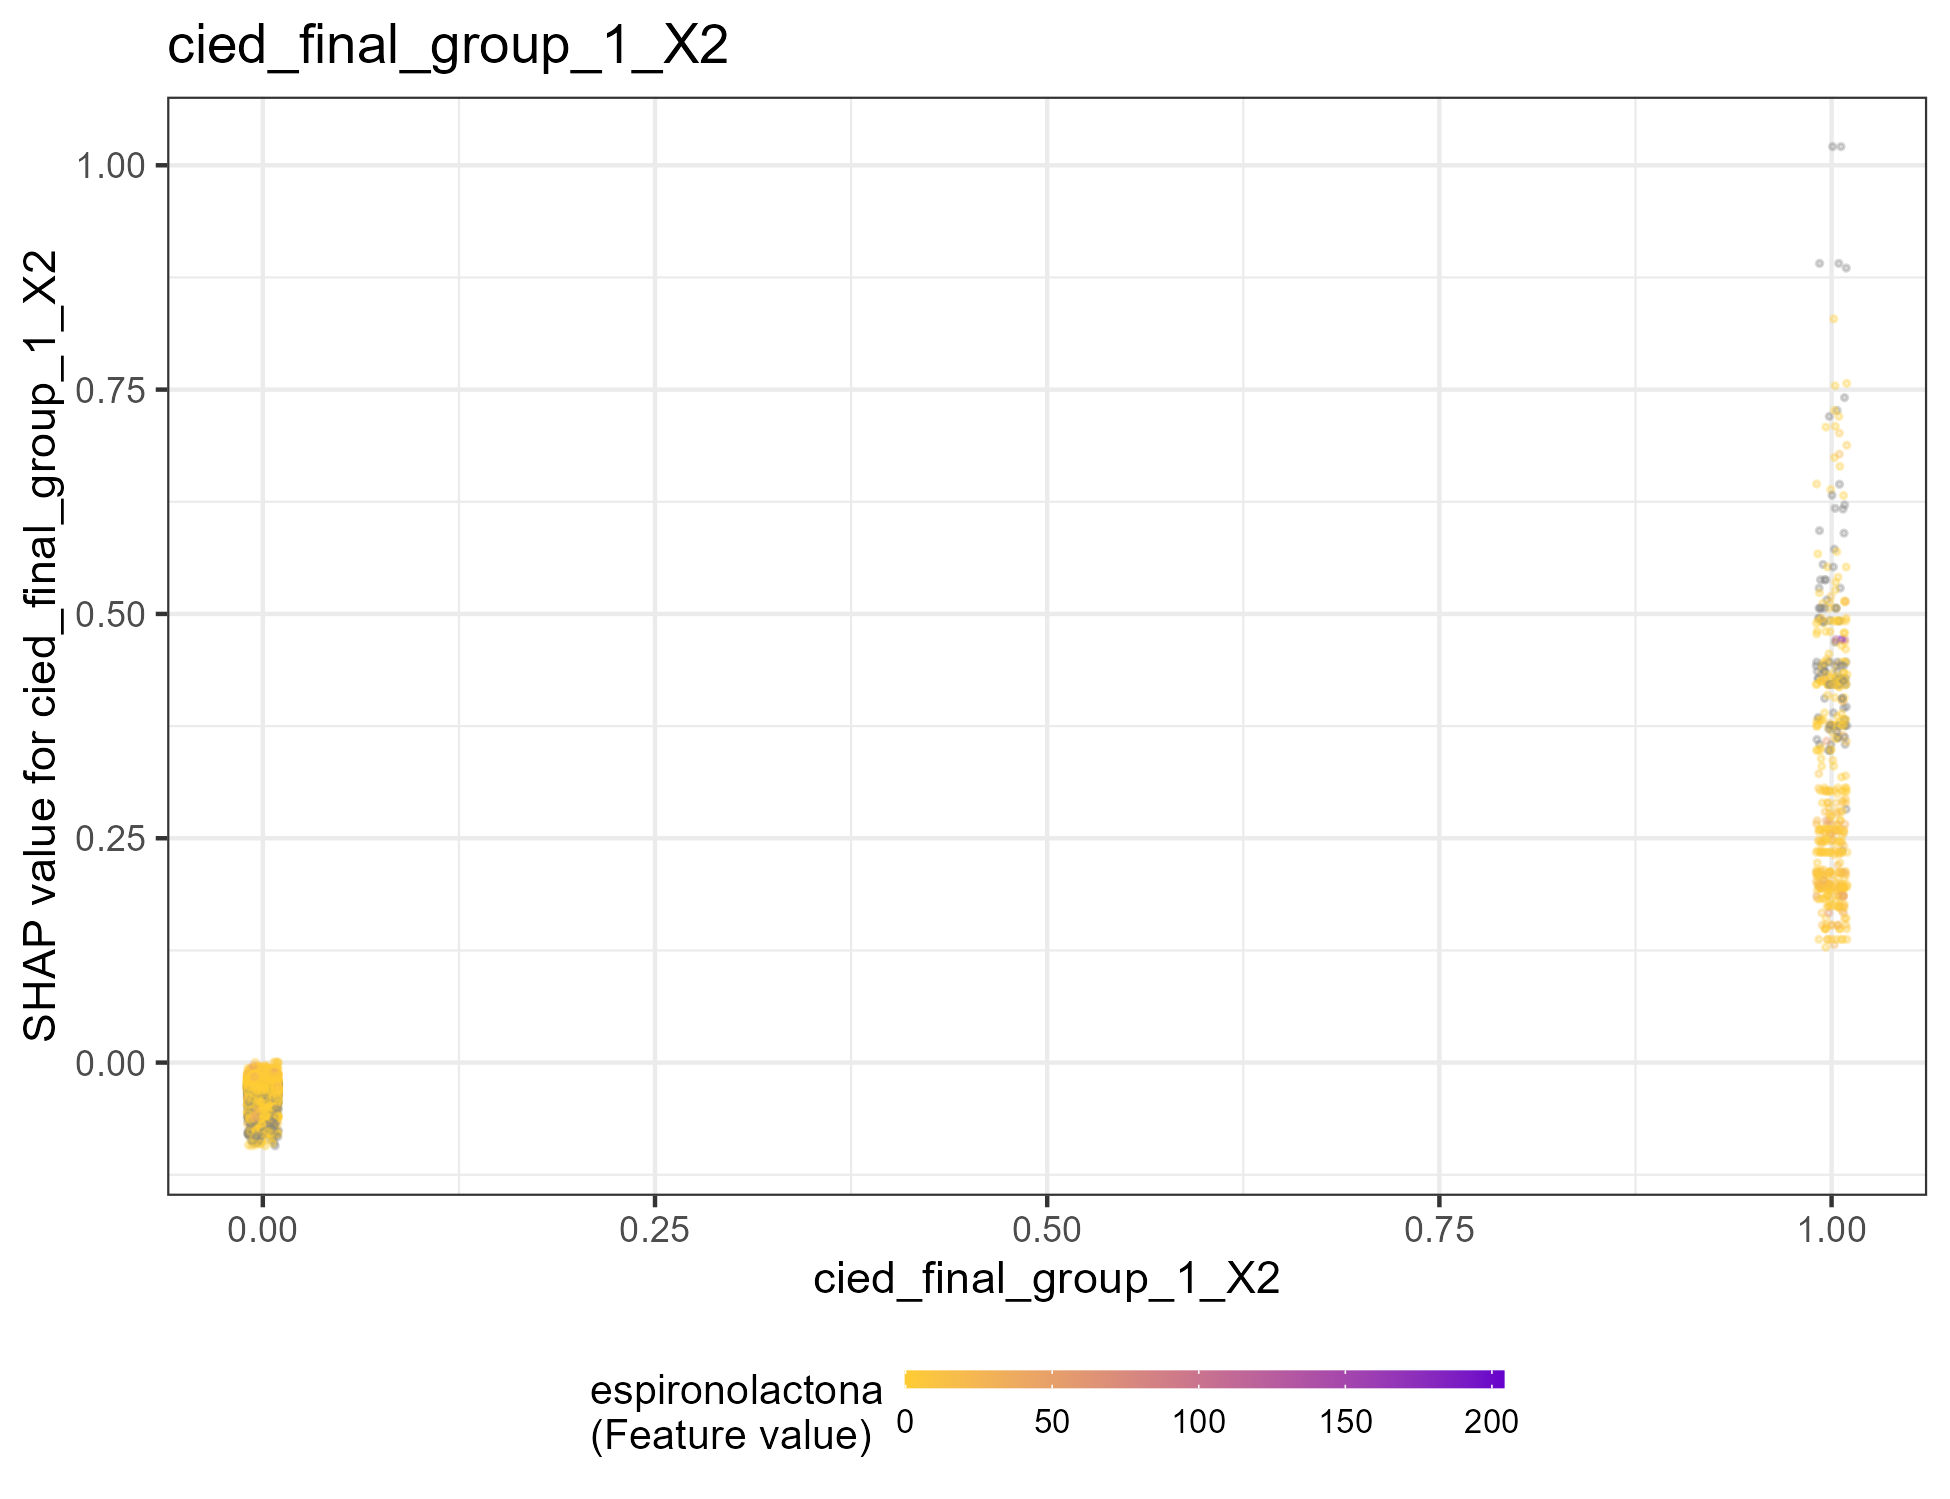 cied_final_group_1_X2
SHAP value for cied_final_group_1_X2
1.00
0.75
0.50
0.25
0.00
0.00 0.25 0.50 0.75 1.00
cied_final_group_1_X2
espironolactona
(Feature value)
0 50 100 150 200